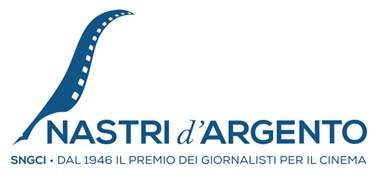 NASTRI d'ARGENTO
SNGCI • DAL 1946 IL PREMIO DEI GIORNALISTI PER IL CINEMA